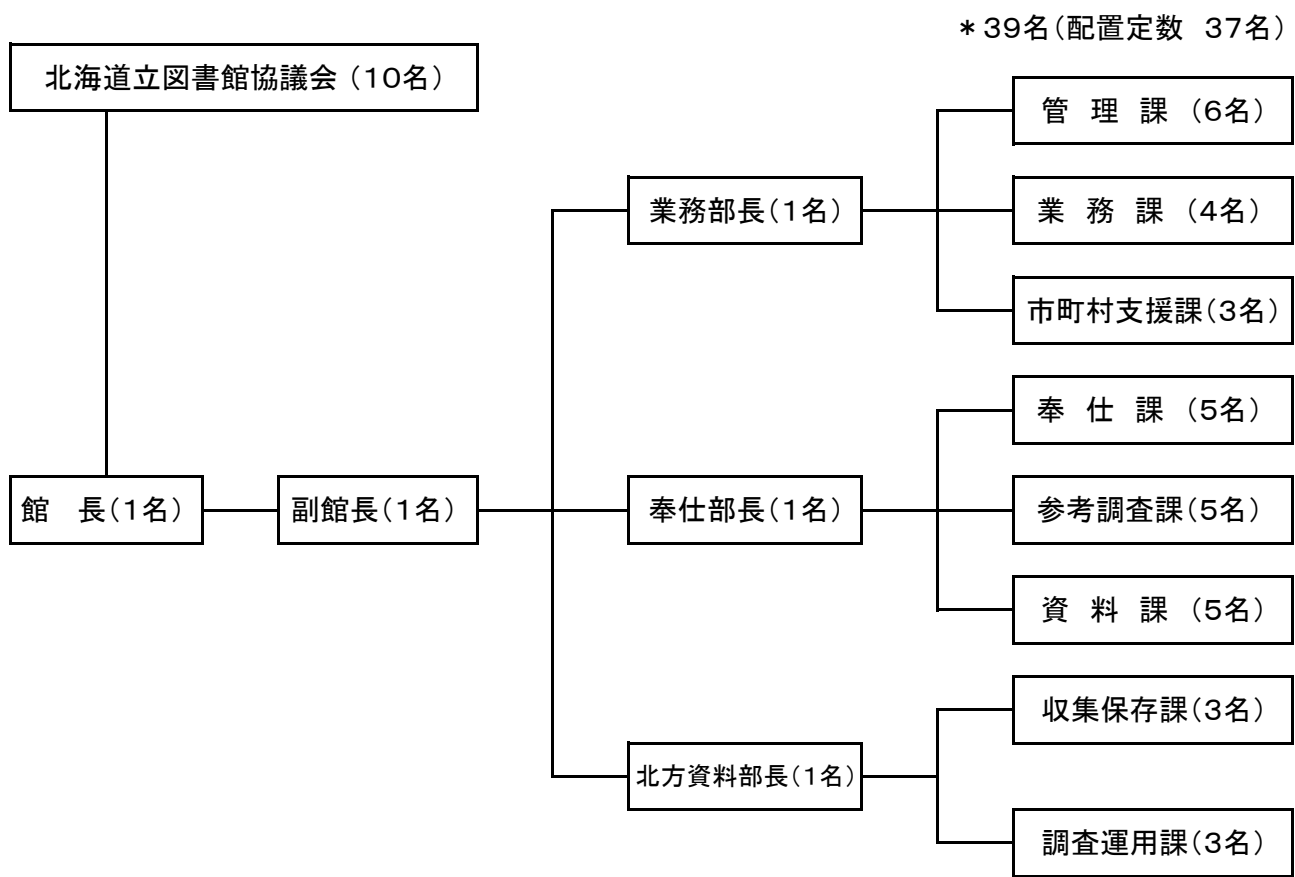 *39名(配置定数 37名)
北海道立図書館協議会(10名)
館 長(1名)
副館長(1名)
業務部長(1名)
管 理 課 (6名)
業 務 課 (4名)
市町村支援課(3名)
奉仕部長(1名)
奉 仕 課 (5名)
参考調査課(5名)
資 料 課 (5名)
北方資料部長(1名)
収集保存課(3名)
調査運用課(3名)